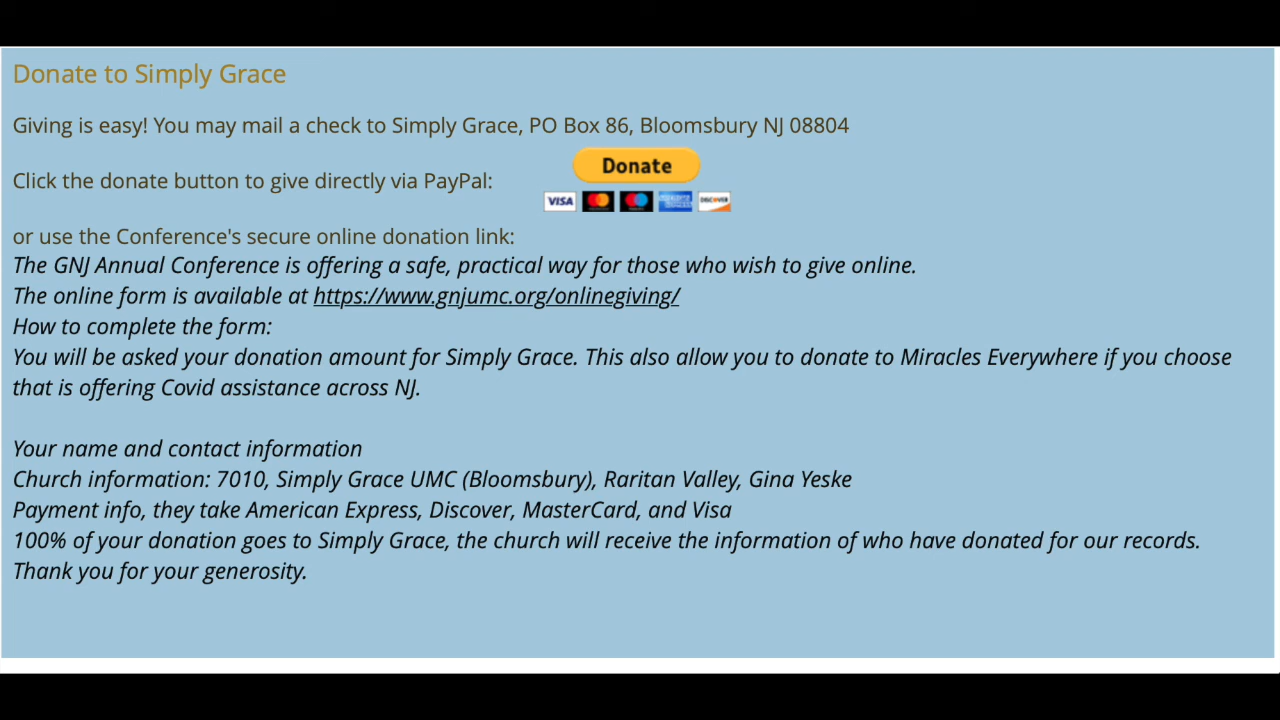 Donate to Simply Grace
Giving is easy! You may mail a check to Simply Grace, PO Box 86, Bloomsbury NJ 08804
Donate
Click the donate button to give directly via PayPal:
VISA DISCOVER
or use the Conference's secure online donation link:
The GNJ Annual Conference is offering a safe, practical way for those who wish to give online.
The online form is available at https://www.gnjumc.org/onlinegiving/
How to complete the form:
You will be asked your donation amount for Simply Grace. This also allow you to donate to Miracles Everywhere if you choose
that is offering Covid assistance across NJ.
Your name and contact information
Church information: 7010, Simply Grace UMC (Bloomsbury), Raritan Valley, Gina Yeske
Payment info, they take American Express, Discover, MasterCard, and Visa
100% of your donation goes to Simply Grace, the church will receive the information of who have donated for our records.
Thank you for your generosity.